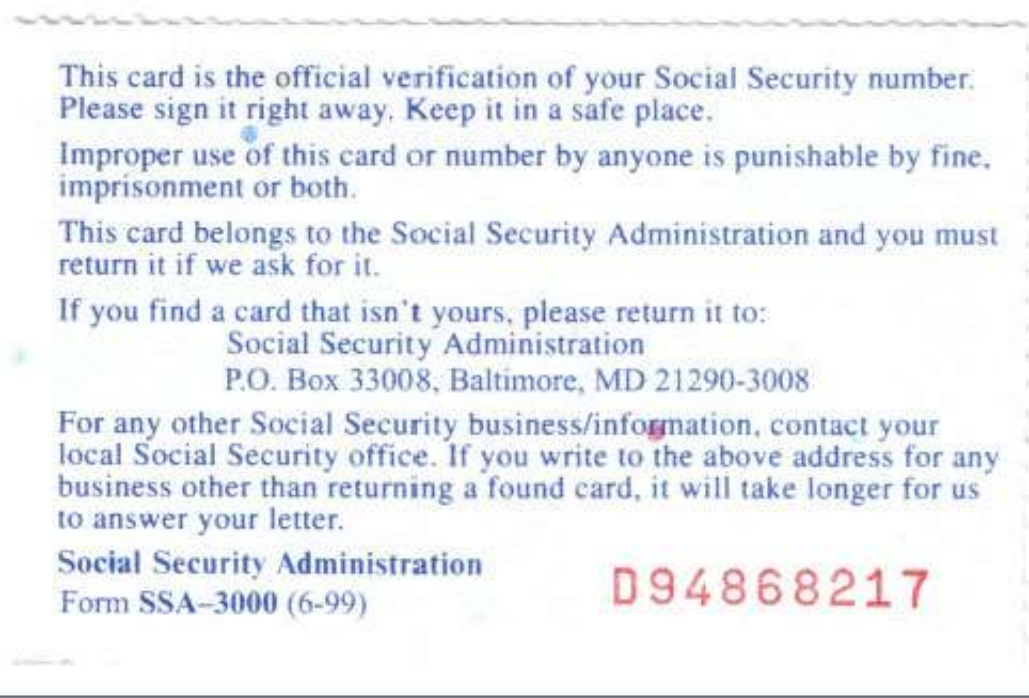 This card is the official verification of your Social Security number.
Please sign it right away. Keep it in a safe place.
Improper use of this card or number by anyone is punishable by fine,
imprisonment or both.
This card belongs to the Social Security Administration and you must
return it if we ask for it.
If you find a card that isn't yours, please return it to:
Social Security Administration
P.O. Box 33008, Baltimore, MD 21290-3008
For any other Social Security business/information, contact your
local Social Security office. If you write to the above address for any
business other than returning a found card, it will take longer for us
to answer your letter.
Social Security Administration
Form SSA–3000 (6-99)
D94868217